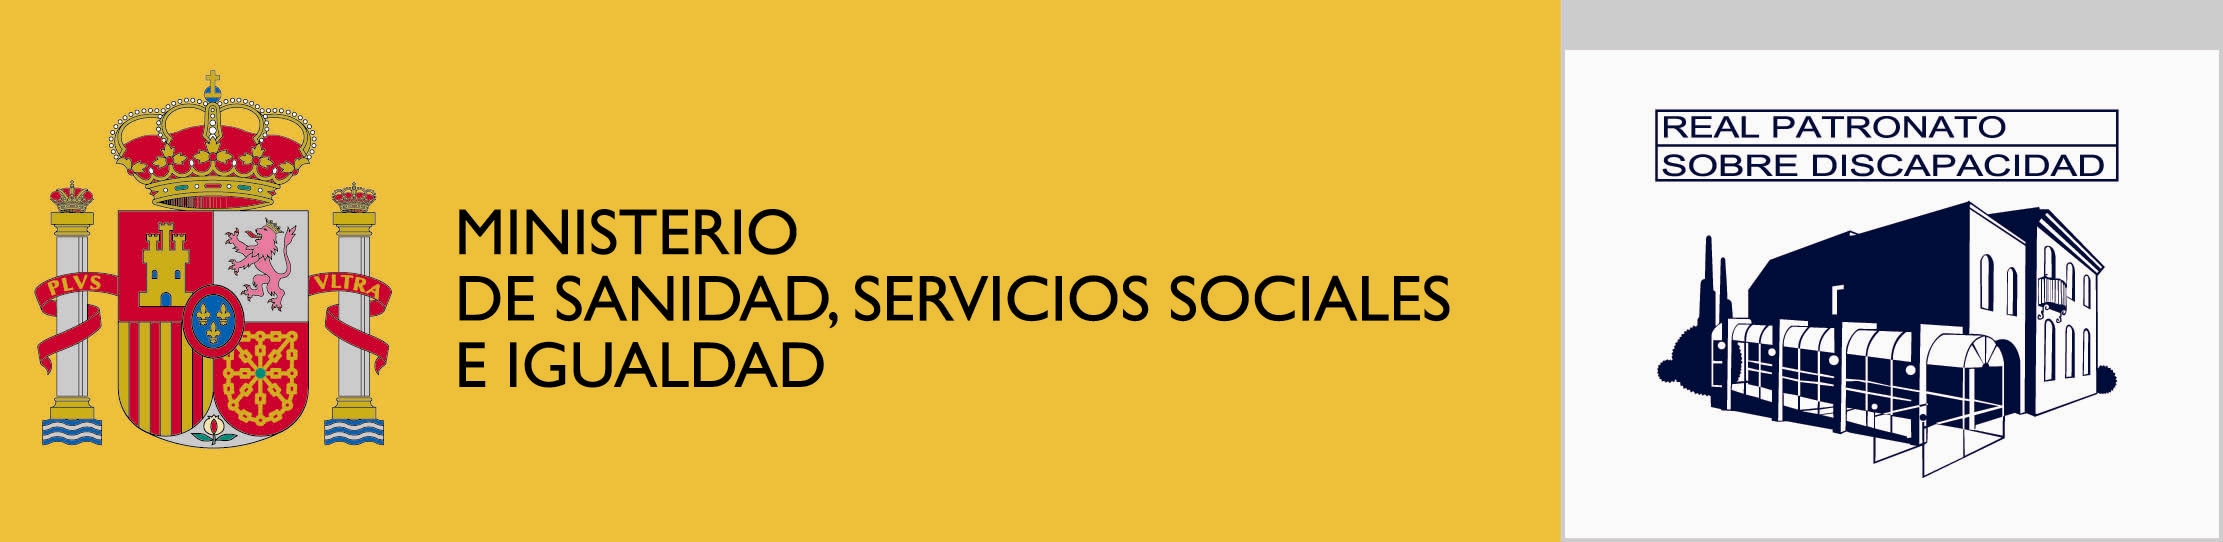 PLVS
VLTRA
MINISTERIO
DE SANIDAD, SERVICIOS SOCIALES
E IGUALDAD
REAL PATRONATO
SOBRE DISCAPACIDAD